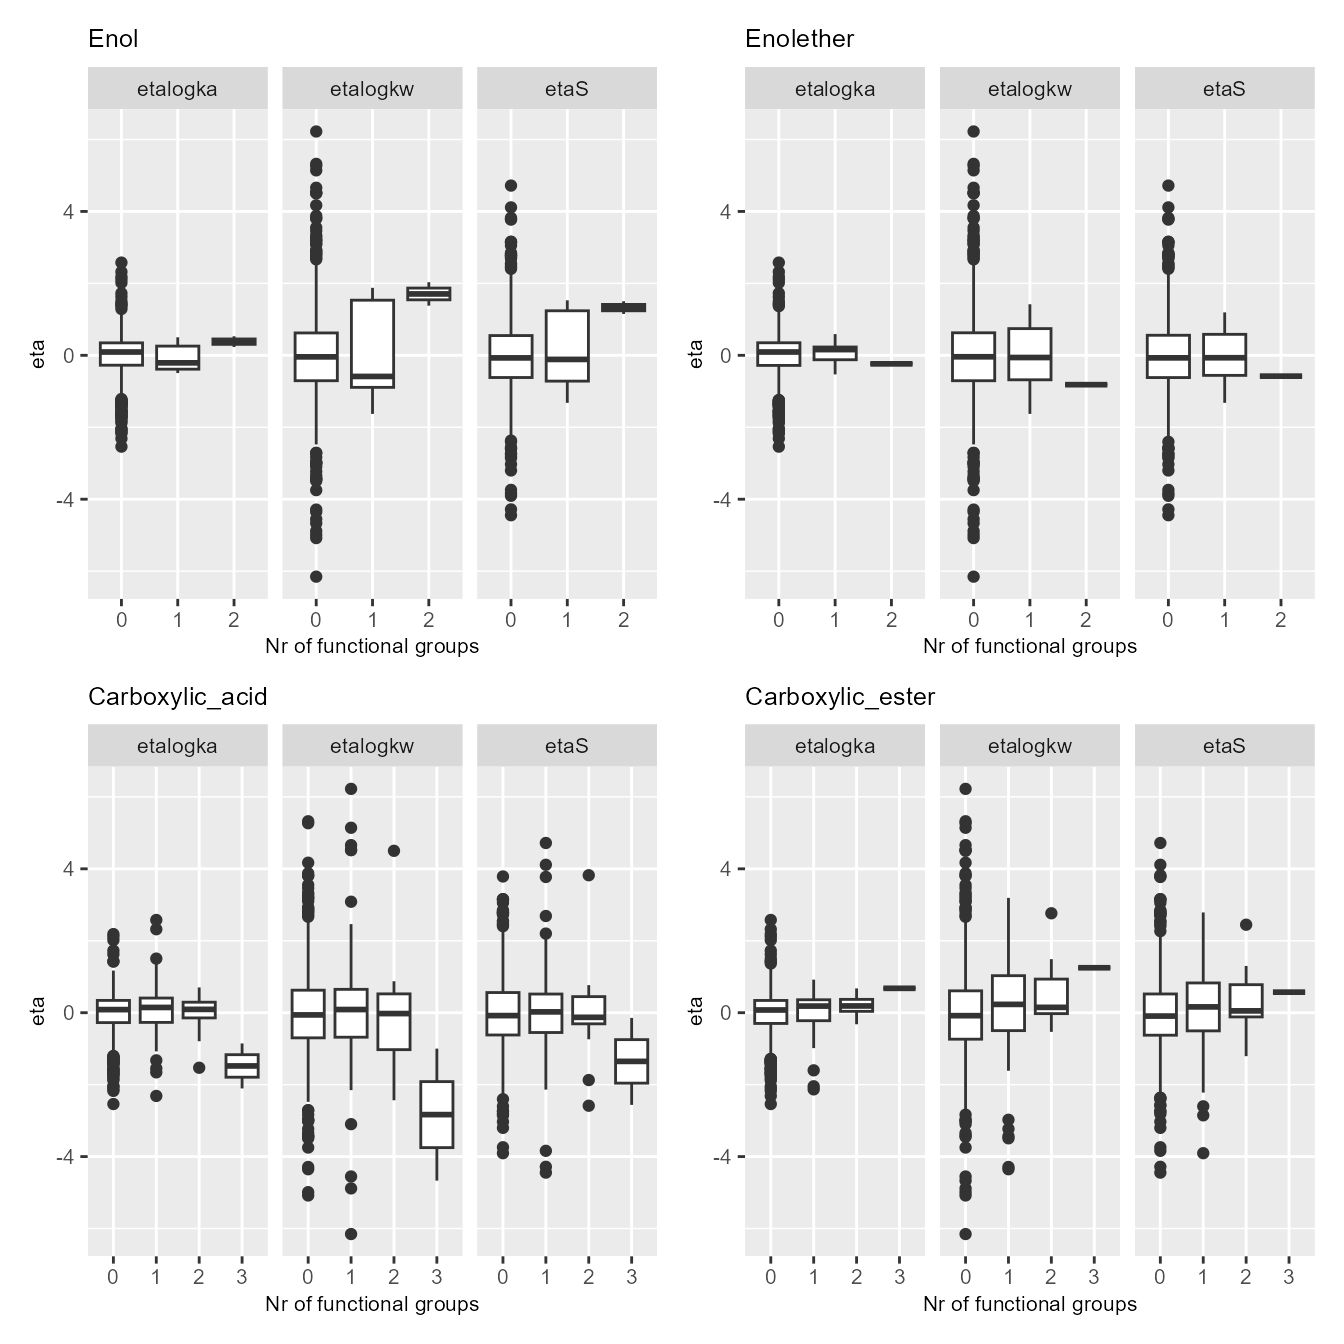 Enol
etalogka etalogkw etaS
4
0
-4
eta
0 1 2 0 1 2 0 1 2
Nr of functional groups
Enolether
etalogka etalogkw etaS
4
0
-4
eta
0 1 2 0 1 2 0 1 2
Nr of functional groups
Carboxylic_acid
etalogka etalogkw etaS
4
0
-4
eta
0 1 2 3 0 1 2 3 0 1 2 3
Nr of functional groups
Carboxylic_ester
etalogka etalogkw etaS
4
0
-4
eta
0 1 2 3 0 1 2 3 0 1 2 3
Nr of functional groups